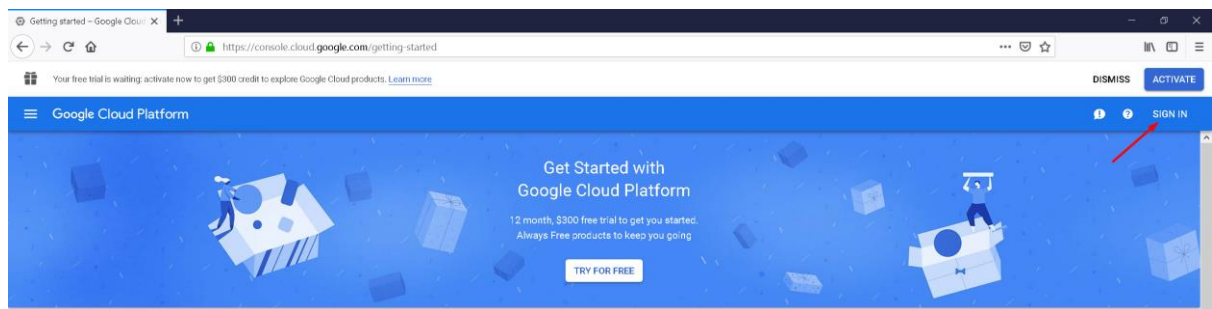 Getting started – Google Cloud
https://console.cloud.google.com/getting-started
Your free trial is waiting: activate now to get $300 credit to explore Google Cloud products. Learn more
DISMISS
ACTIVATE
Google Cloud Platform
SIGN IN
Get Started with
Google Cloud Platform
12 month, $300 free trial to get you started.
Always Free products to keep you going
TRY FOR FREE